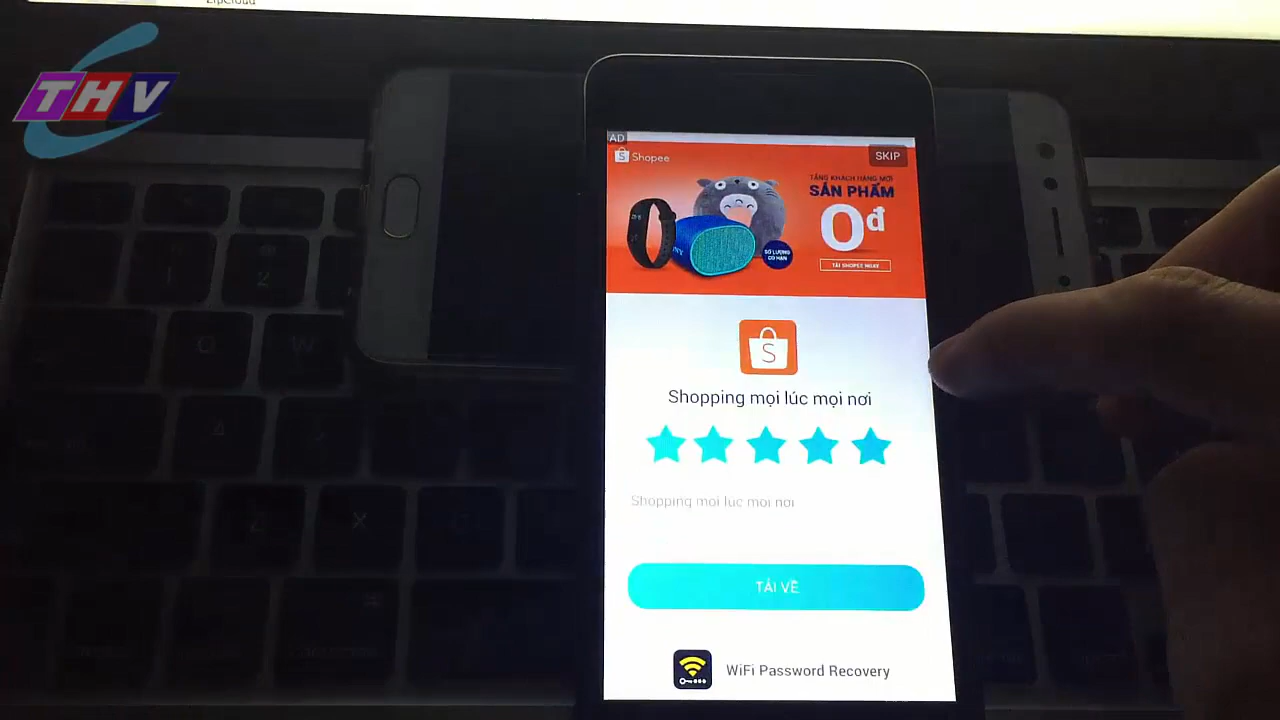 ZipCloud
THV
AD
Shopee
SKIP
TẶNG KHÁCH HÀNG MỚI
SẢN PHẨM
0đ
SỐ LƯỢNG
CÓ HẠN
TẢI SHOPEE NGAY
S
Shopping mọi lúc mọi nơi
Shopping mọi lúc mọi nơi
TẢI VỀ
WiFi Password Recovery
Q
W
A
Z
X